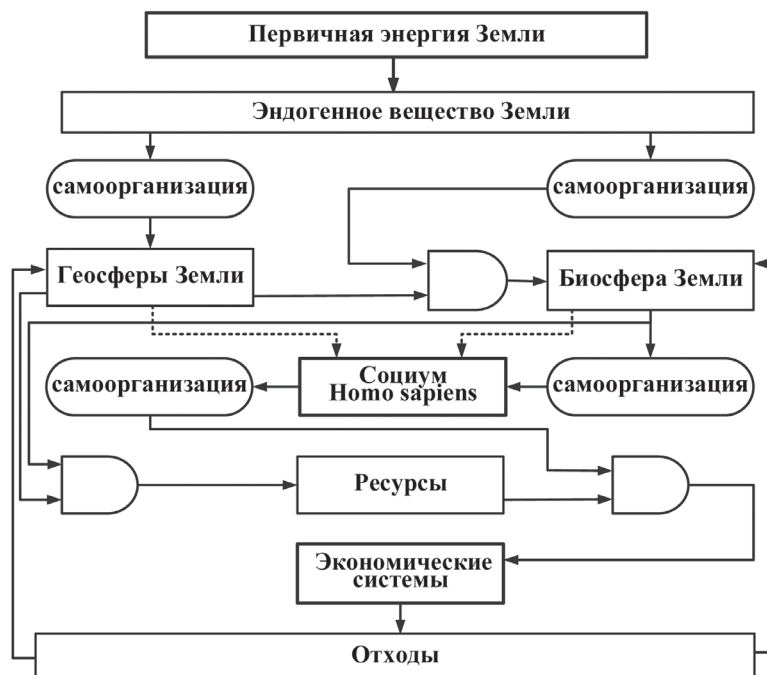 Первичная энергия Земли
Эндогенное вещество Земли
самоорганизация
самоорганизация
Геосферы Земли
Биосфера Земли
самоорганизация
Социум
Homo sapiens
самоорганизация
Ресурсы
Экономические
системы
Отходы